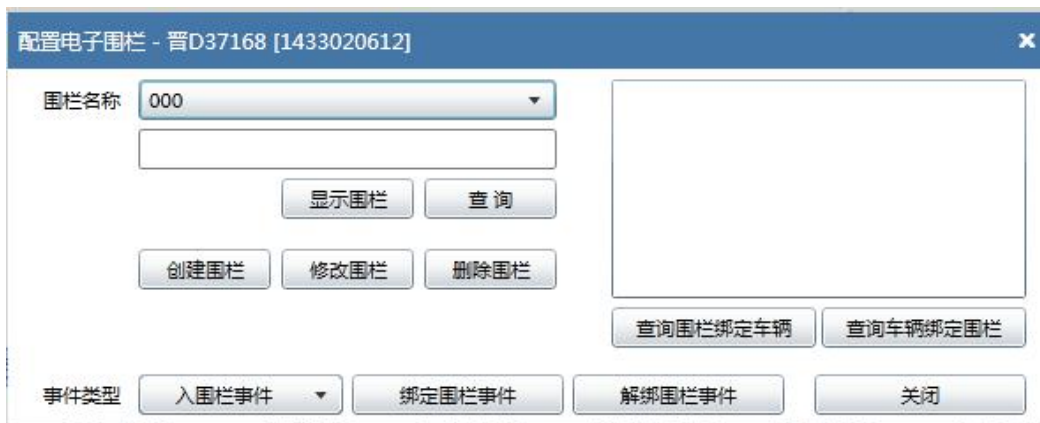 配置电子围栏 - 晋D37168 [1433020612]
围栏名称 000
显示围栏 查 询
创建围栏 修改围栏 删除围栏
查询围栏绑定车辆 查询车辆绑定围栏
事件类型 入围栏事件 绑定围栏事件 解绑围栏事件 关闭